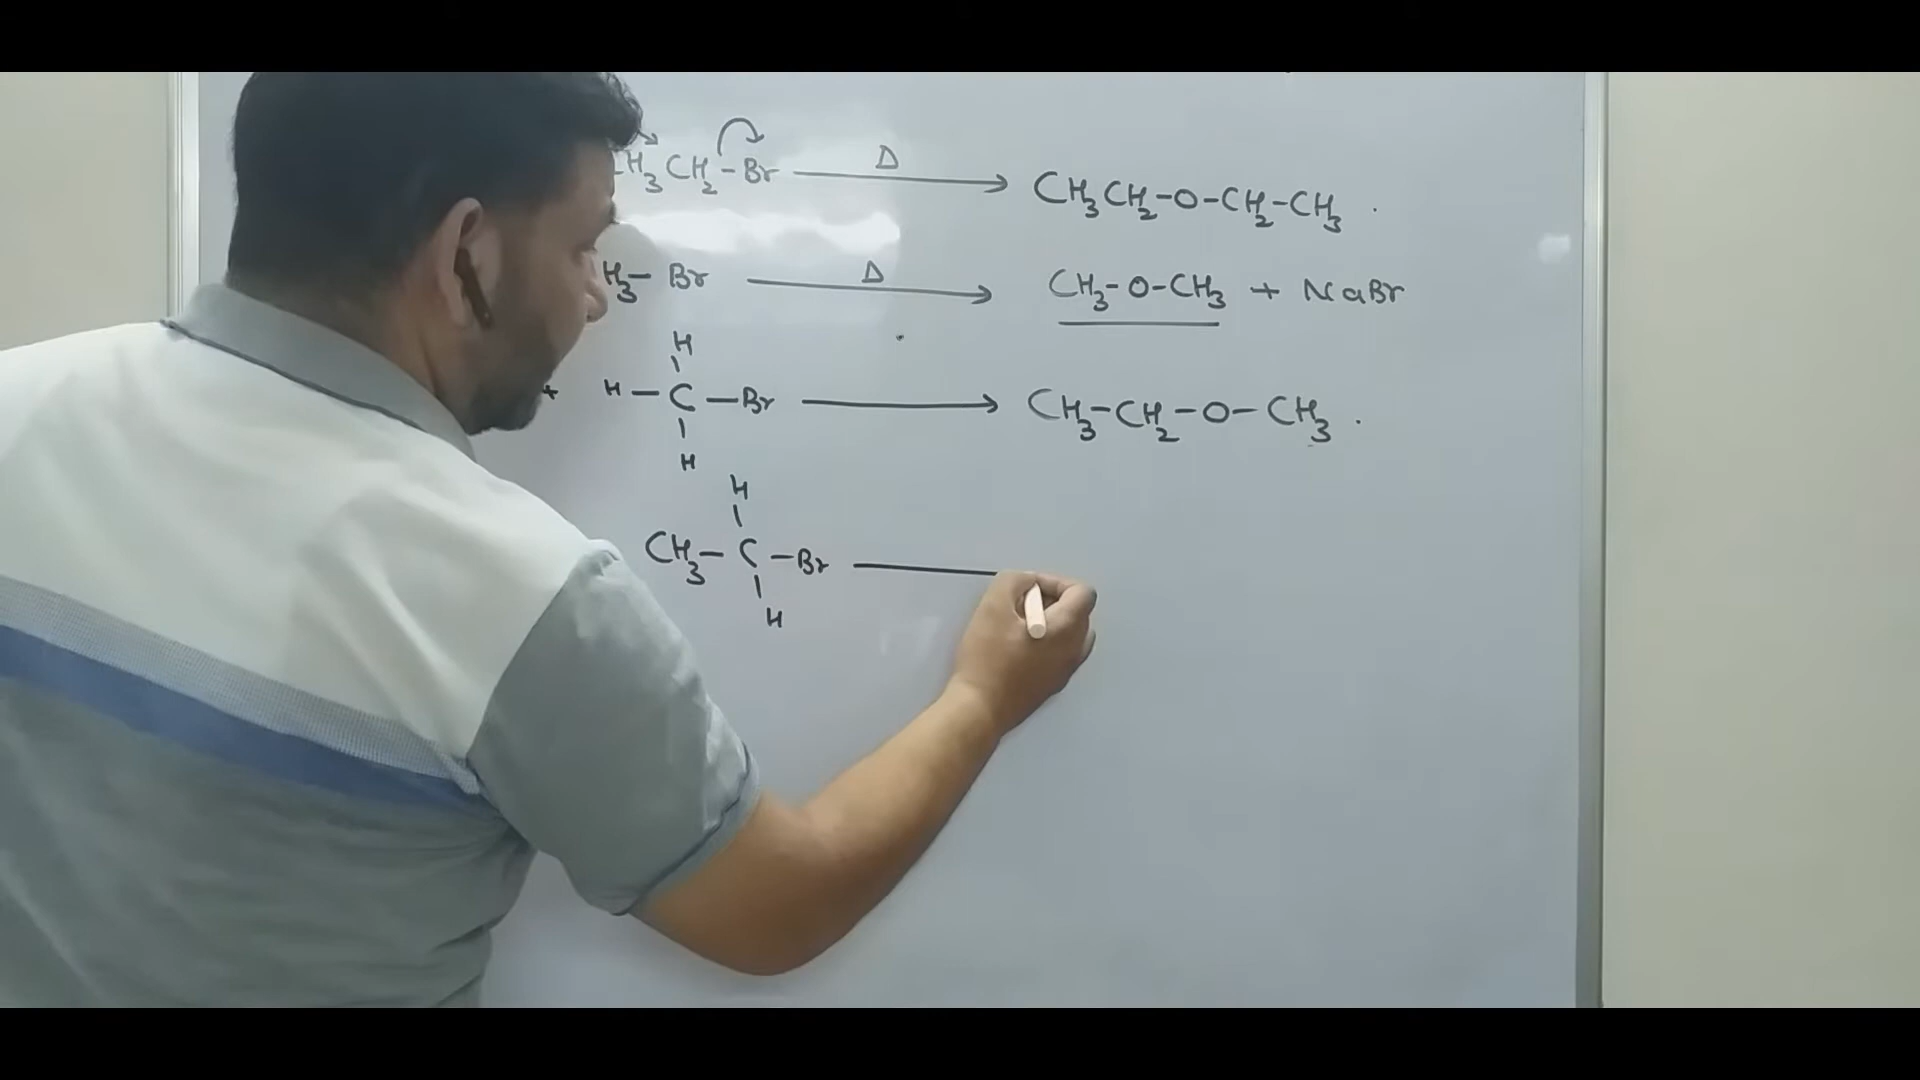 CH₃CH₂-Br ⟶ Δ CH₃CH₂-O-CH₂-CH₃ .
H₃- Br ⟶ Δ CH₃-O-CH₃ + NaBr
H
+ H-C-Br ⟶ CH₃-CH₂-O-CH₃ .
H
H
CH₃-C-Br
H